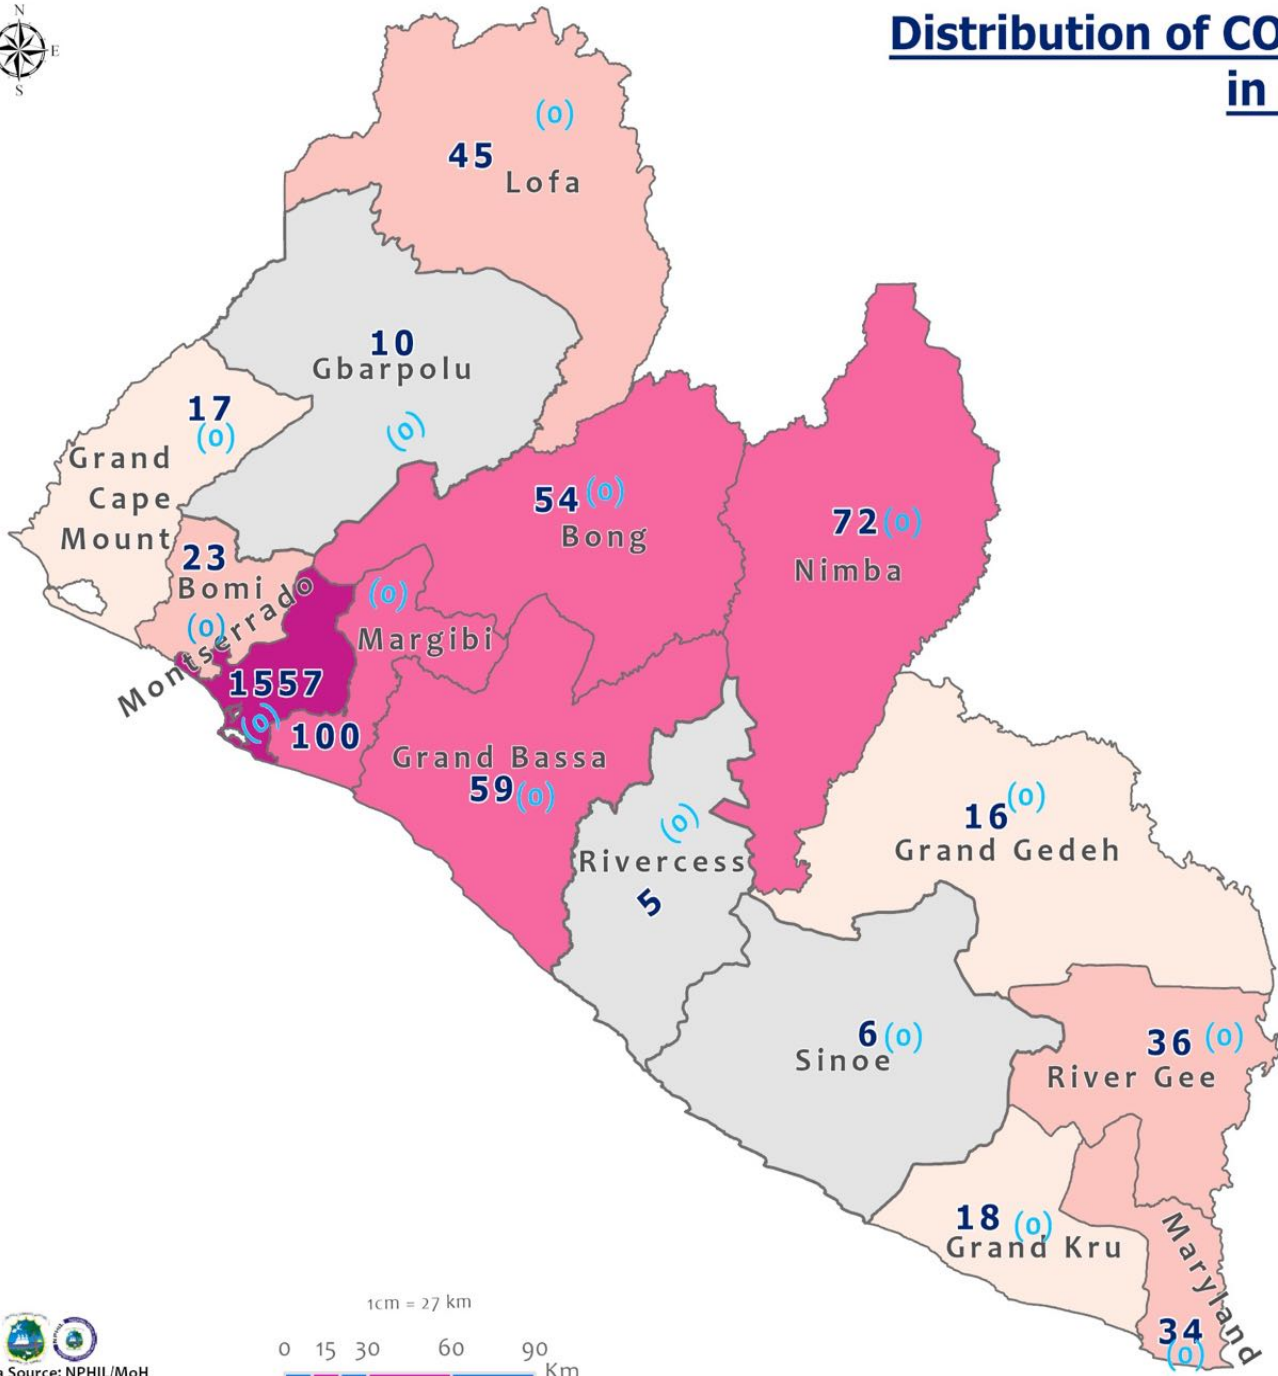 N
E
S
Distribution of CO
in
(0)
45
Lofa
10
Gbarpolu
(0)
17
(0)
Grand
Cape
Mount
54 (0)
Bong
72 (0)
Nimba
23
Bomi
(0)
Montserrado
1557
(0)
(0)
Margibi
100
Grand Bassa
59 (0)
(0)
Rivercess
5
16 (0)
Grand Gedeh
6 (0)
Sinoe
36 (0)
River Gee
18 (0)
Grand Kru
Maryland
34
(0)
1cm = 27 km
0 15 30 60 90
Km
a Source: NPHIL/MoH